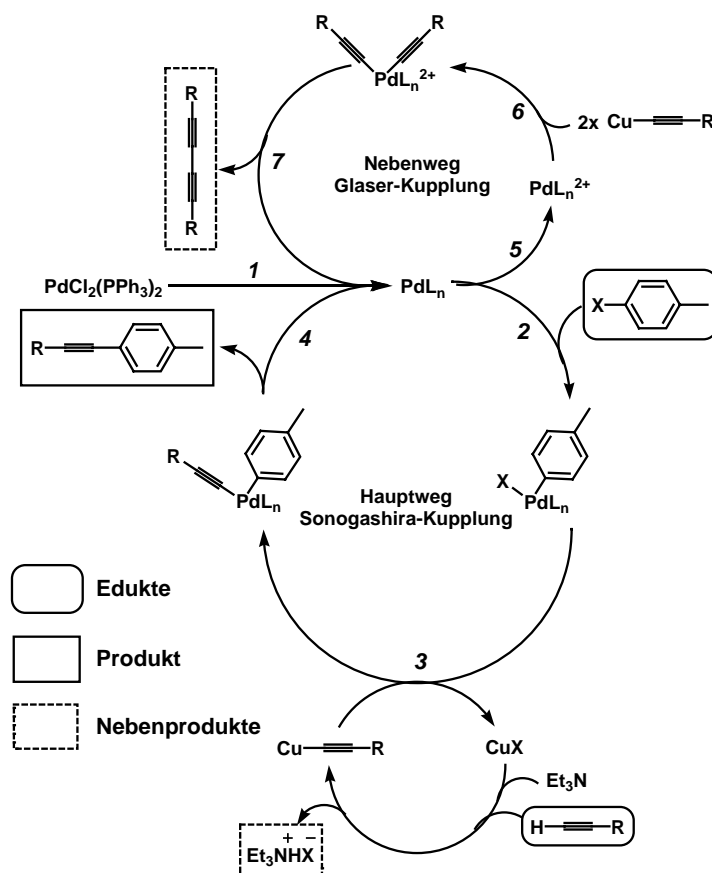 R R
PdLn2+
R
6
2x Cu R
7
Nebenweg
Glaser-Kupplung
PdLn2+
R
5
PdCl2(PPh3)2
1
PdLn
X
4
2
R
R
X
PdLn
PdLn
Hauptweg
Sonogashira-Kupplung
Edukte
Produkt
3
Nebenprodukte
Cu R
CuX
Et3N
H R
+ -
Et3NHX